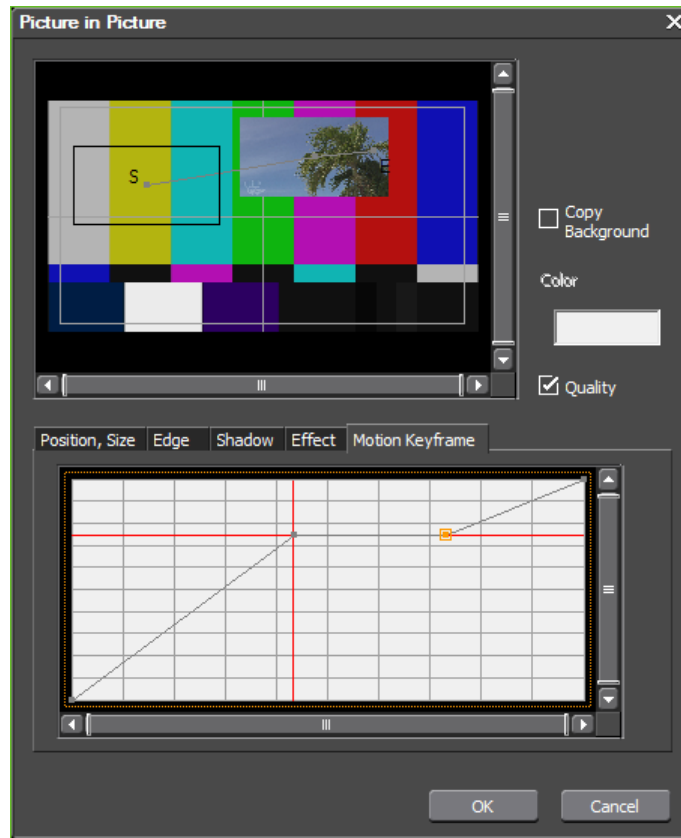 Picture in Picture
S
E
Copy
Background
Color
Quality
Position, Size
Edge
Shadow
Effect
Motion Keyframe
OK
Cancel